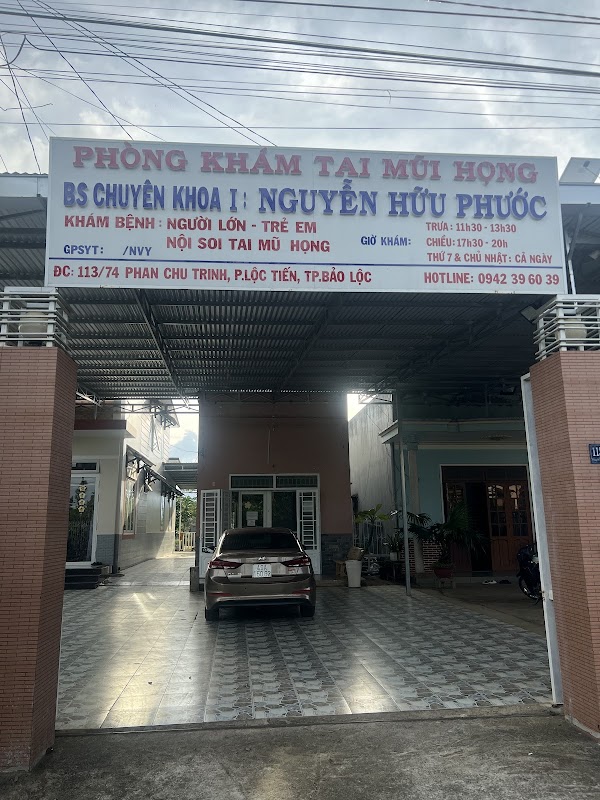 PHÒNG KHÁM TAI MŨI HỌNG
BS CHUYÊN KHOA I: NGUYỄN HỮU PHƯỚC
KHÁM BỆNH: NGƯỜI LỚN - TRẺ EM
NỘI SOI TAI MŨ HỌNG
GPSYT: /NVY
GIỜ KHÁM:
TRƯA: 11h30 - 13h30
CHIỀU: 17h30 - 20h
THỨ 7 & CHỦ NHẬT: CẢ NGÀY
ĐC: 113/74 PHAN CHU TRINH, P.LỘC TIẾN, TP.BẢO LỘC
HOTLINE: 0942 39 60 39